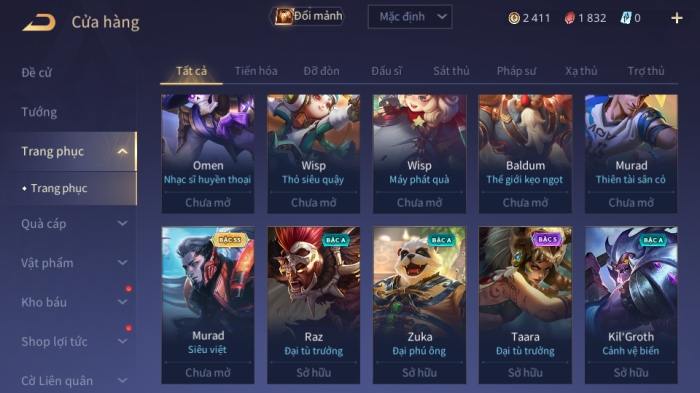 Cửa hàng
Đổi mảnh
Mặc định
2 411
1 832
0
Đề cử
Tướng
Trang phục
Trang phục
Quà cáp
Vật phẩm
Kho báu
Shop lợi tức
Cờ Liên quân
Tất cả
Tiến hóa
Đỡ đòn
Đấu sĩ
Sát thủ
Pháp sư
Xạ thủ
Trợ thủ
Omen
Nhạc sĩ huyền thoại
Chưa mở
Wisp
Thỏ siêu quậy
Chưa mở
Wisp
Máy phát quà
Chưa mở
Baldum
Thế giới kẹo ngọt
Chưa mở
Murad
Thiên tài sân cỏ
Chưa mở
BẬC SS
Murad
Siêu việt
Chưa mở
BẬC A
Raz
Đại tù trưởng
Sở hữu
BẬC A
Zuka
Đại phú ông
Sở hữu
BẬC S
Taara
Đại tù trưởng
Sở hữu
BẬC A
Kil'Groth
Cảnh vệ biển
Sở hữu